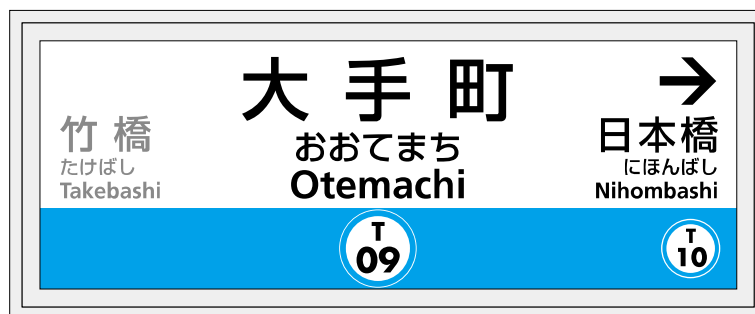 竹橋
たけばし
Takebashi
大手町
おおてまち
Otemachi
T
09
→
日本橋
にほんばし
Nihombashi
T
10